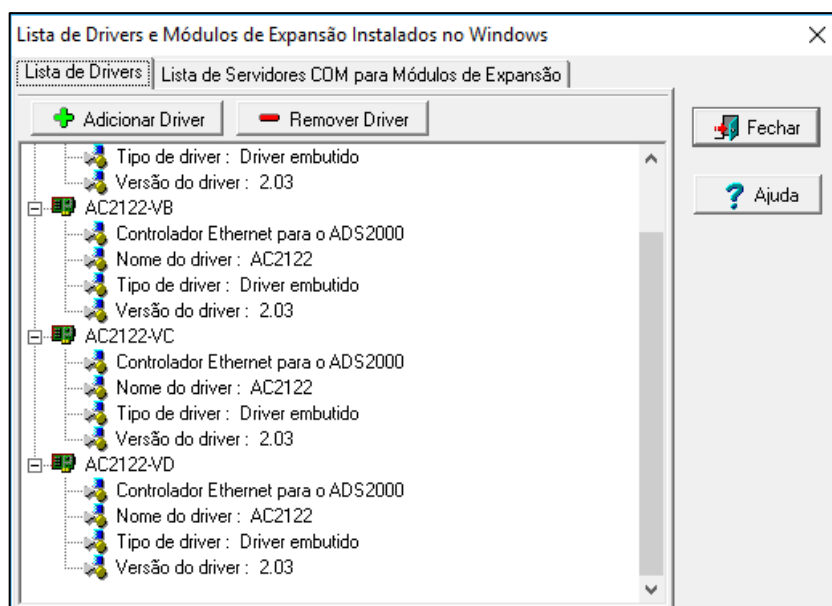 Lista de Drivers e Módulos de Expansão Instalados no Windows
Lista de Drivers
Lista de Servidores COM para Módulos de Expansão
Adicionar Driver
Remover Driver
Fechar
Ajuda
Tipo de driver : Driver embutido
Versão do driver : 2.03
AC2122-VB
Controlador Ethernet para o ADS2000
Nome do driver : AC2122
Tipo de driver : Driver embutido
Versão do driver : 2.03
AC2122-VC
Controlador Ethernet para o ADS2000
Nome do driver : AC2122
Tipo de driver : Driver embutido
Versão do driver : 2.03
AC2122-VD
Controlador Ethernet para o ADS2000
Nome do driver : AC2122
Tipo de driver : Driver embutido
Versão do driver : 2.03